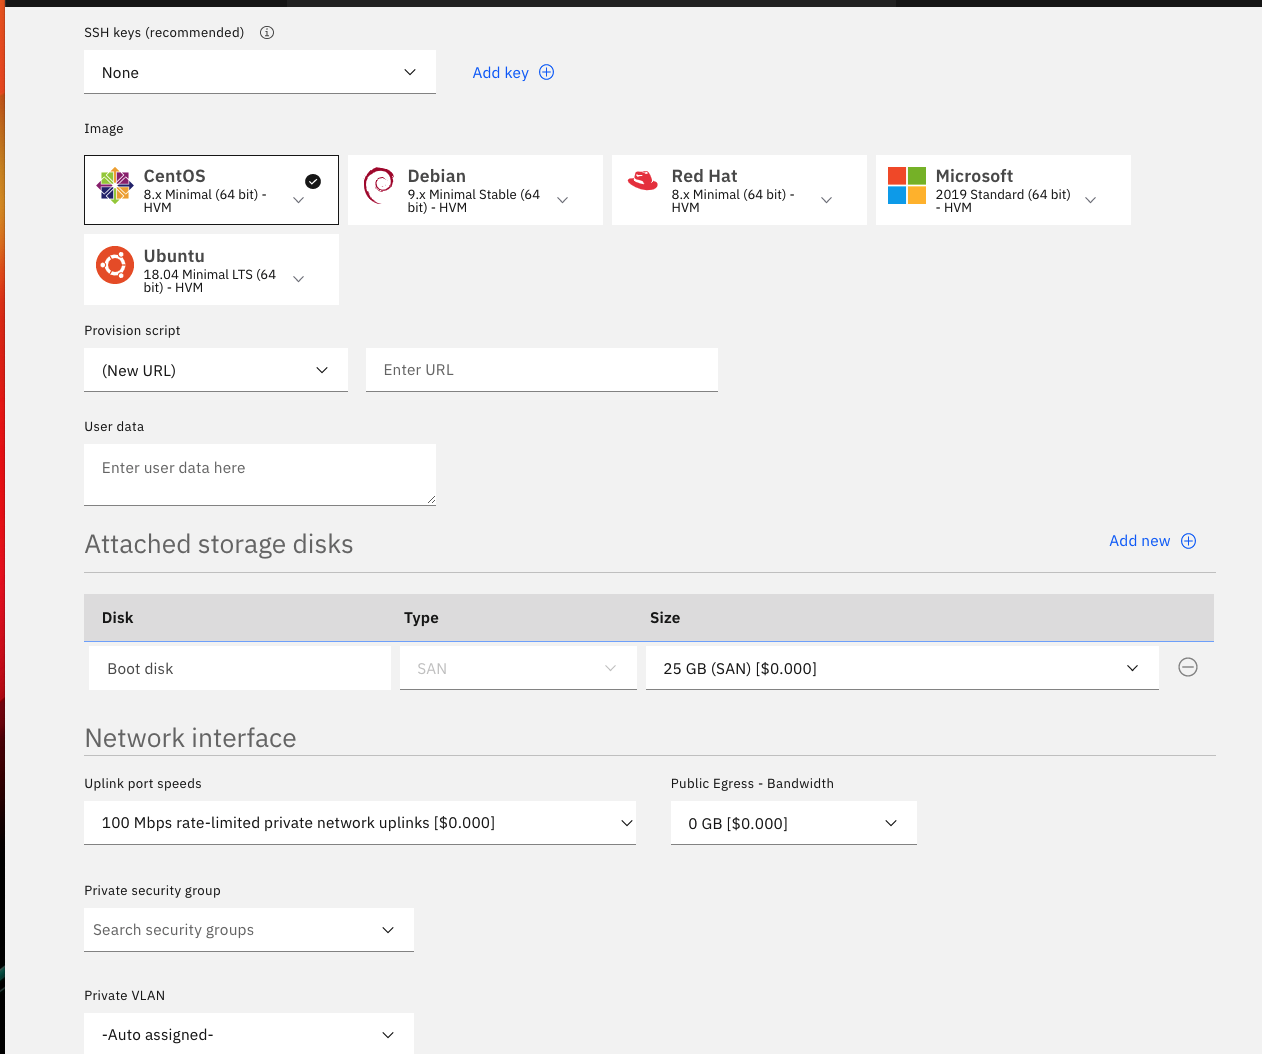 SSH keys (recommended)
None
Add key
Image
CentOS
8.x Minimal (64 bit) -
HVM
Debian
9.x Minimal Stable (64
bit) - HVM
Red Hat
8.x Minimal (64 bit) -
HVM
Microsoft
2019 Standard (64 bit)
- HVM
Ubuntu
18.04 Minimal LTS (64
bit) - HVM
Provision script
(New URL)
Enter URL
User data
Enter user data here
Attached storage disks
Add new
Disk
Type
Size
Boot disk
SAN
25 GB (SAN) [$0.000]
Network interface
Uplink port speeds
Public Egress - Bandwidth
100 Mbps rate-limited private network uplinks [$0.000]
0 GB [$0.000]
Private security group
Search security groups
Private VLAN
-Auto assigned-